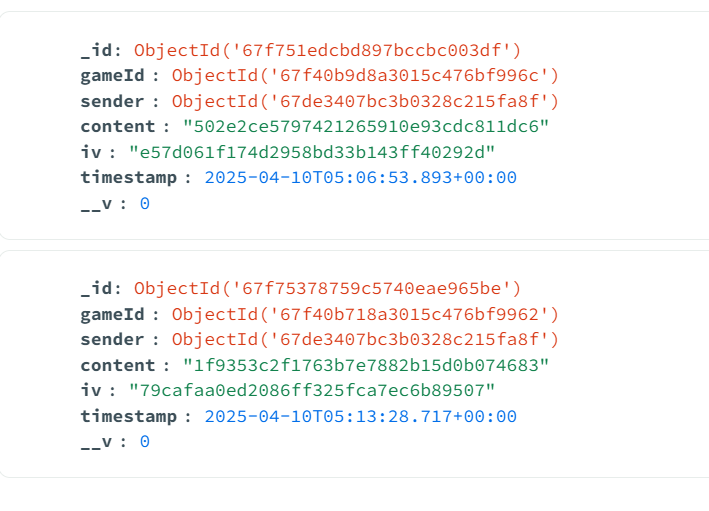 _id: ObjectId('67f751edcbd897bccbc003df')
gameId : ObjectId('67f40b9d8a3015c476bf996c')
sender : ObjectId('67de3407bc3b0328c215fa8f')
content : "502e2ce5797421265910e93cdc811dc6"
iv : "e57d061f174d2958bd33b143ff40292d"
timestamp : 2025-04-10T05:06:53.893+00:00
__v : 0
_id: ObjectId('67f75378759c5740eae965be')
gameId : ObjectId('67f40b718a3015c476bf9962')
sender : ObjectId('67de3407bc3b0328c215fa8f')
content : "1f9353c2f1763b7e7882b15d0b074683"
iv : "79cafaa0ed2086ff325fca7ec6b89507"
timestamp : 2025-04-10T05:13:28.717+00:00
__v : 0